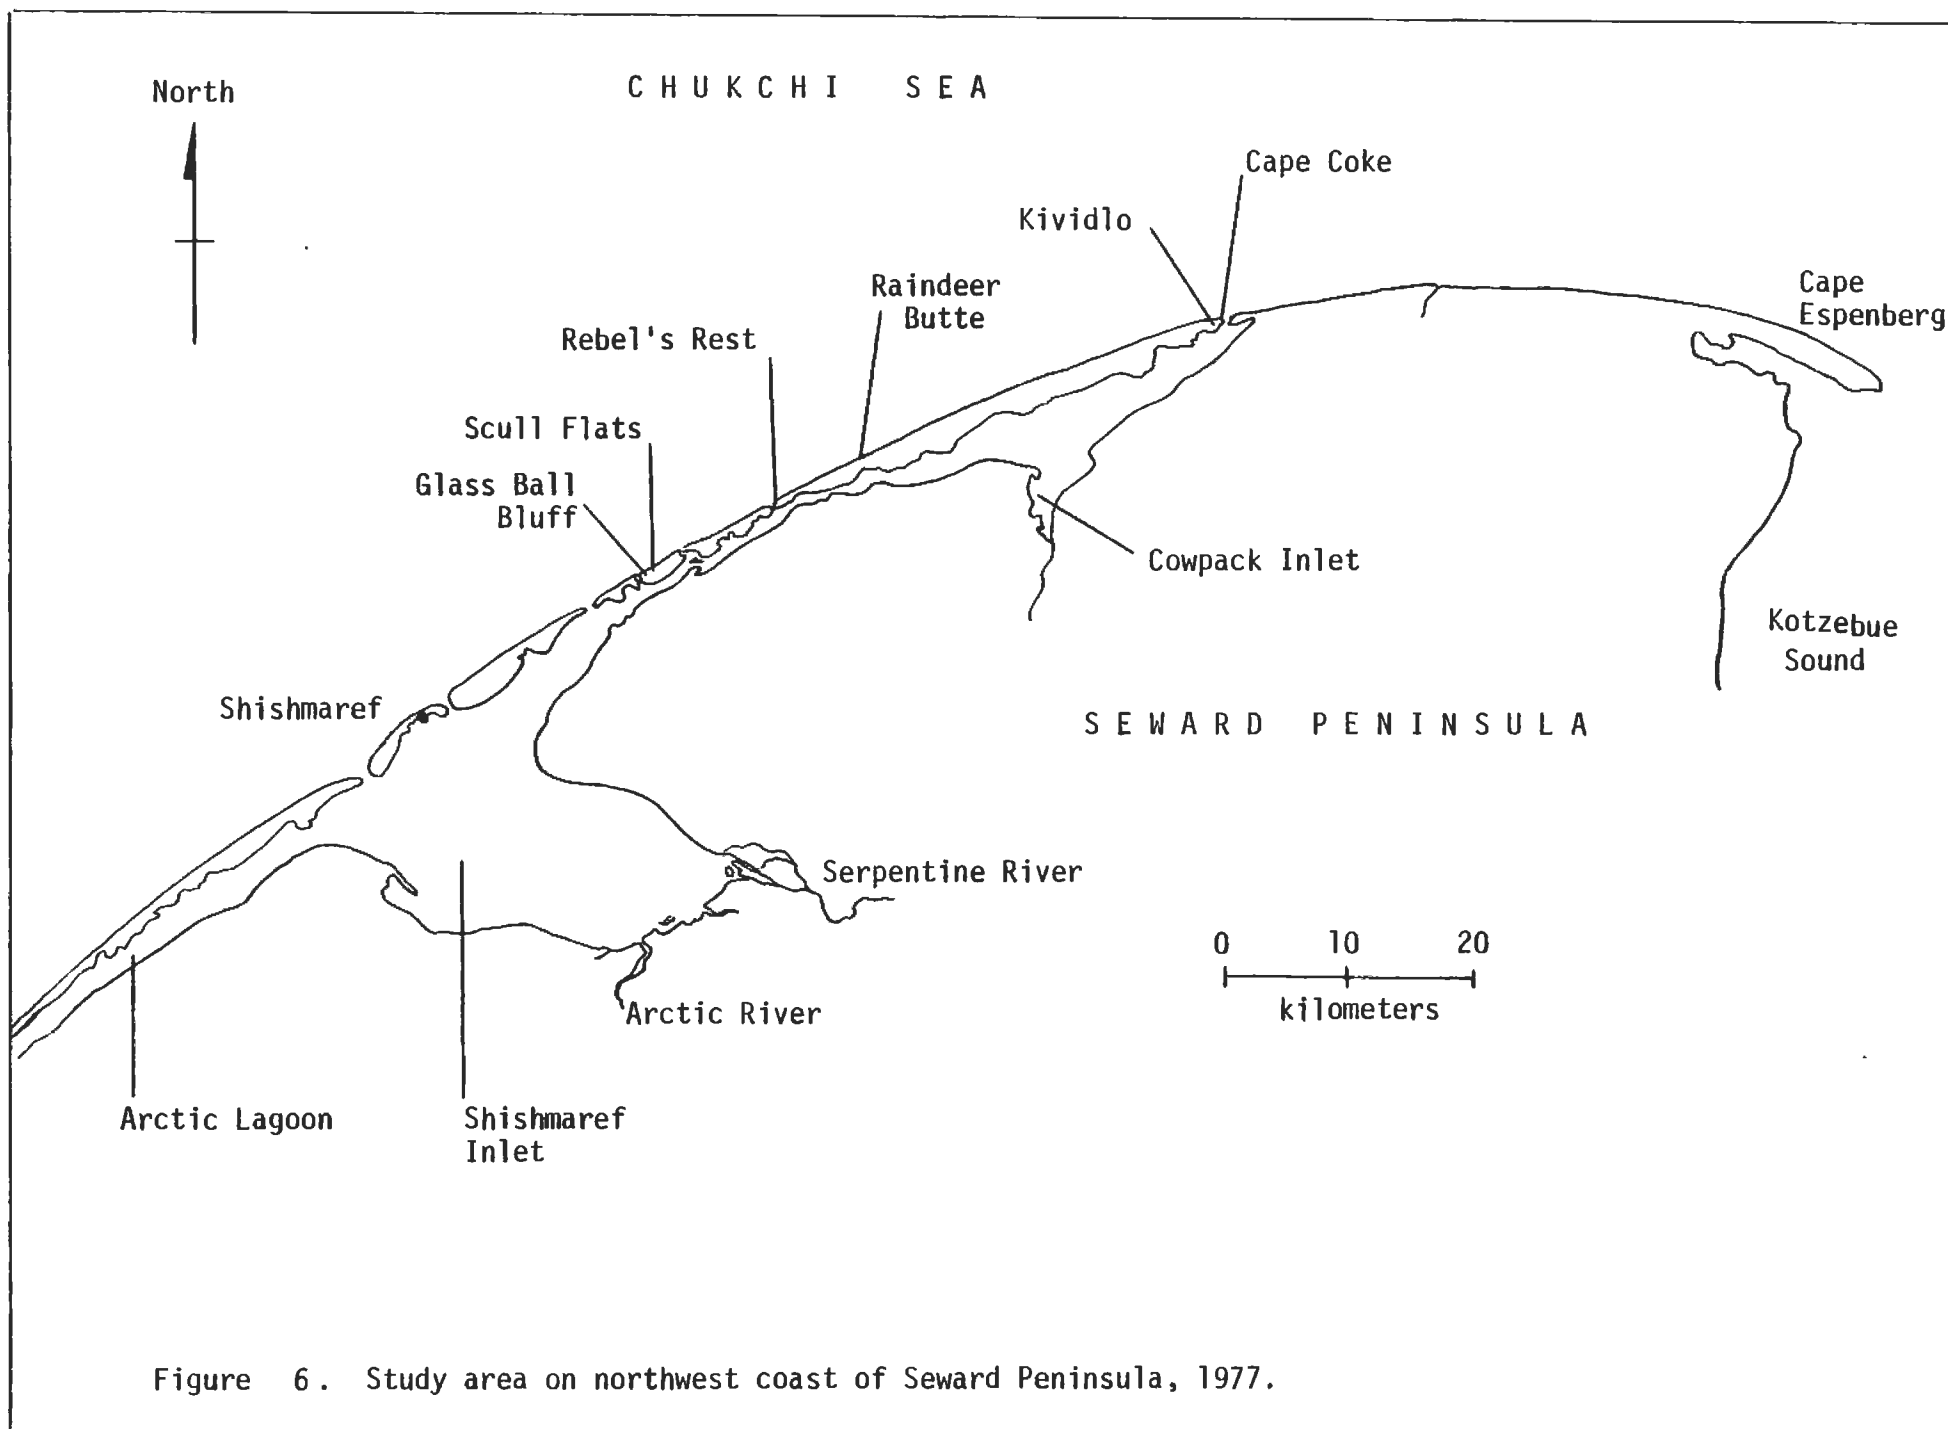 CHUKCHI SEA
North
Cape Coke
Kividlo
Raindeer
Butte
Cape
Espenberg
Rebel's Rest
Scull Flats
Glass Ball
Bluff
Cowpack Inlet
Kotzebue
Sound
Shishmaref
SEWARD PENINSULA
Serpentine River
0 10 20
kilometers
Arctic River
Arctic Lagoon
Shishmaref
Inlet
Figure 6. Study area on northwest coast of Seward Peninsula, 1977.